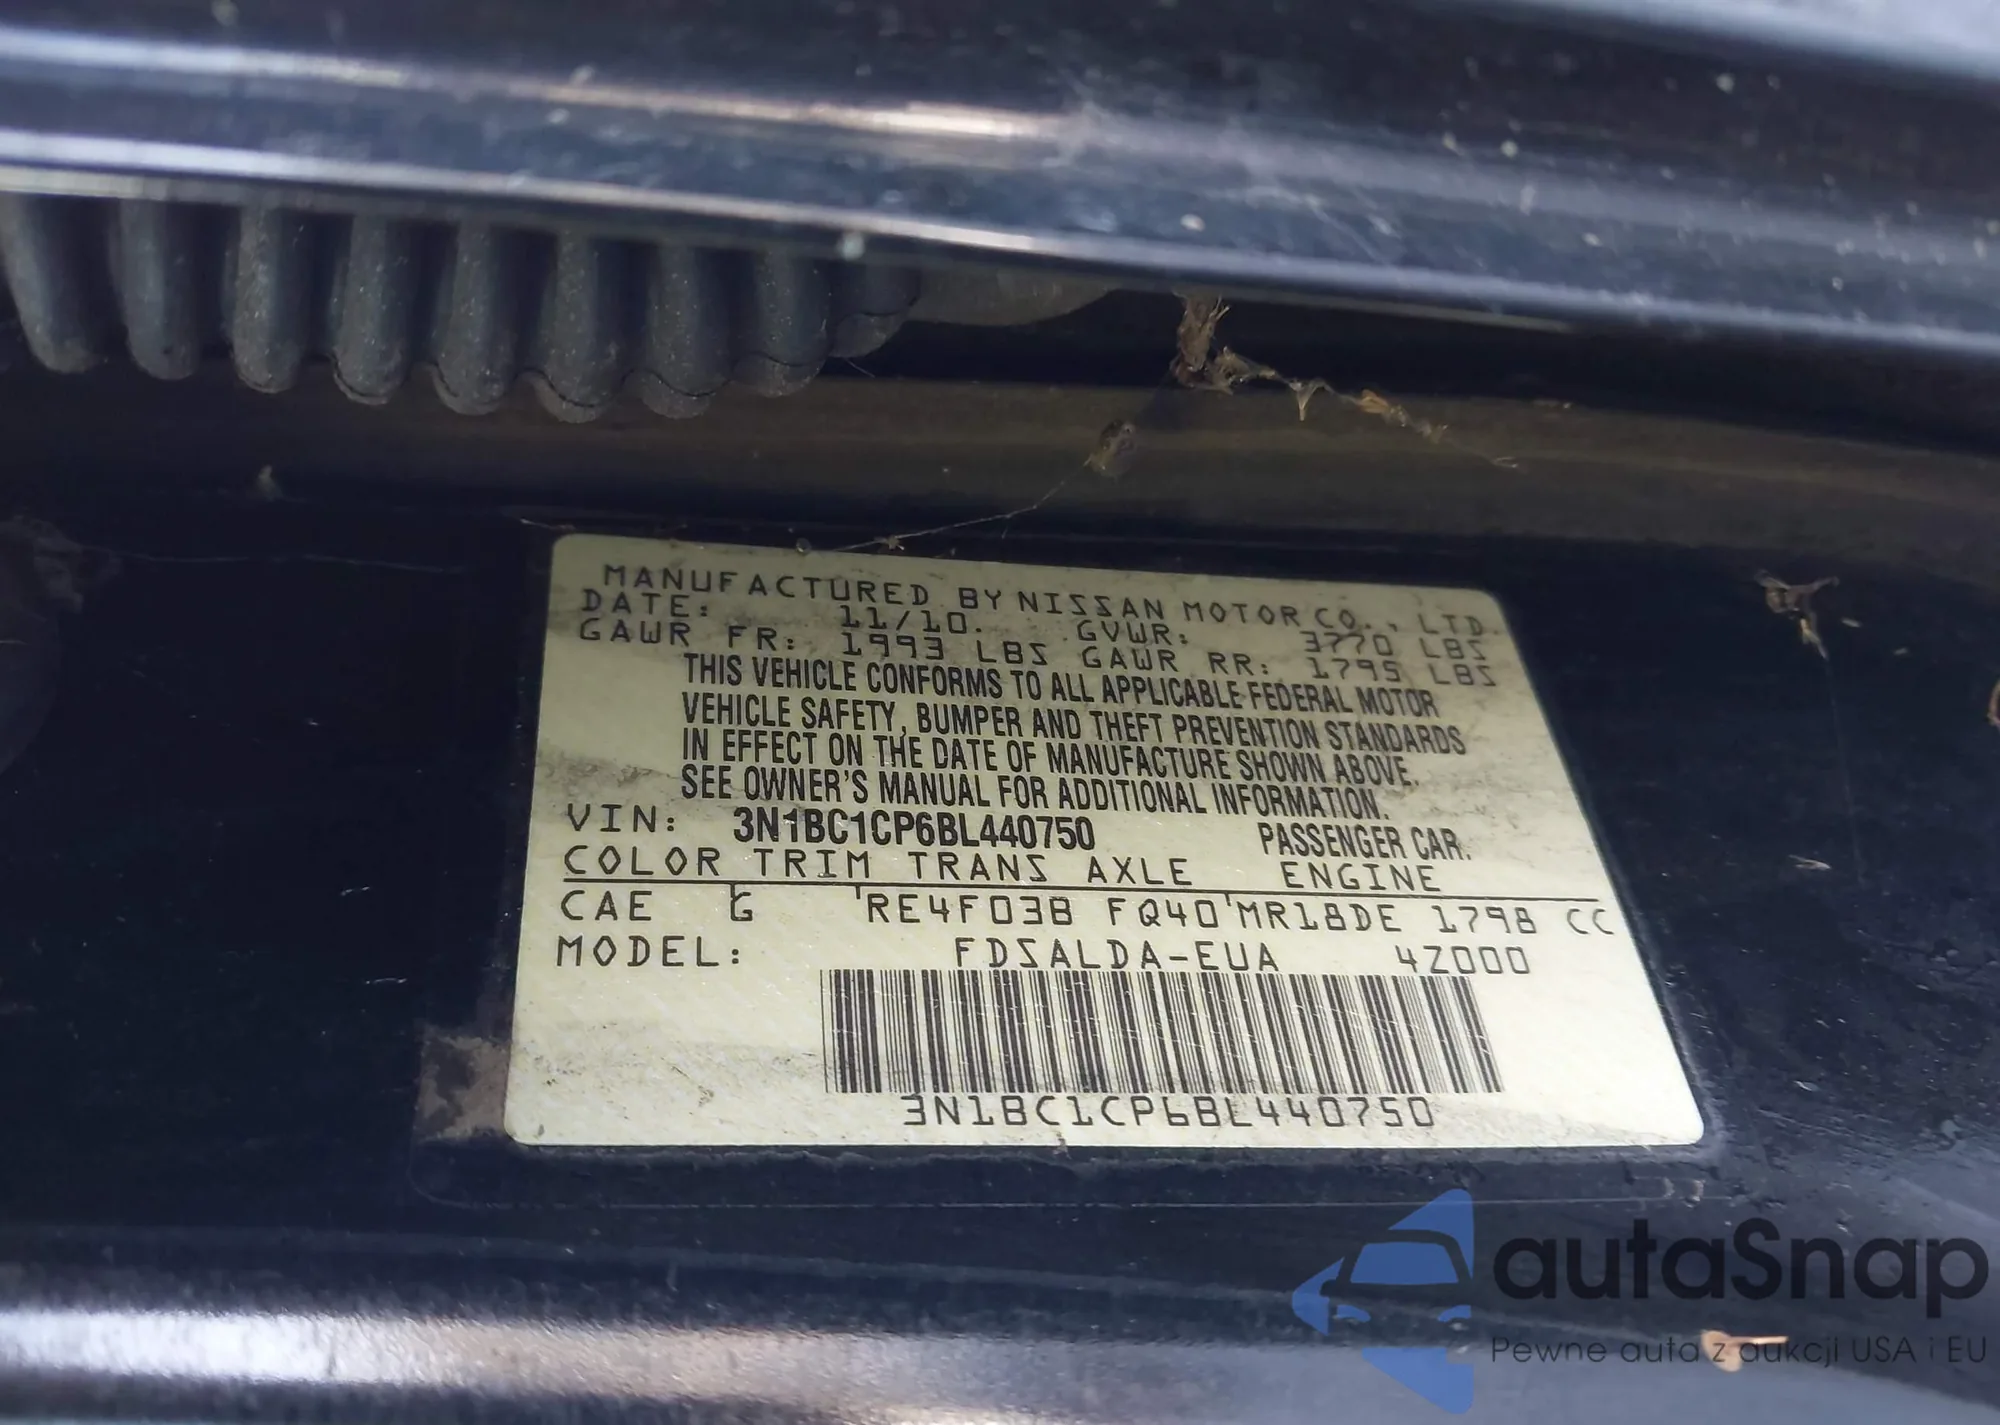 MANUFACTURED BY NISSAN MOTOR CO., LTD.
DATE: 11/10. GVWR: 3770 LBS
GAWR FR: 1993 LBS GAWR RR: 1795 LBS
THIS VEHICLE CONFORMS TO ALL APPLICABLE FEDERAL MOTOR
VEHICLE SAFETY, BUMPER AND THEFT PREVENTION STANDARDS
IN EFFECT ON THE DATE OF MANUFACTURE SHOWN ABOVE.
SEE OWNER'S MANUAL FOR ADDITIONAL INFORMATION.
VIN: 3N1BC1CP6BL440750 PASSENGER CAR.
COLOR TRIM TRANS AXLE ENGINE
CAE G RE4F03B FQ40 MR18DE 1798 CC
MODEL: FDSALDA-EUA 4Z000
3N1BC1CP6BL440750
autaSnap
Pewne auta z aukcji USA i EU